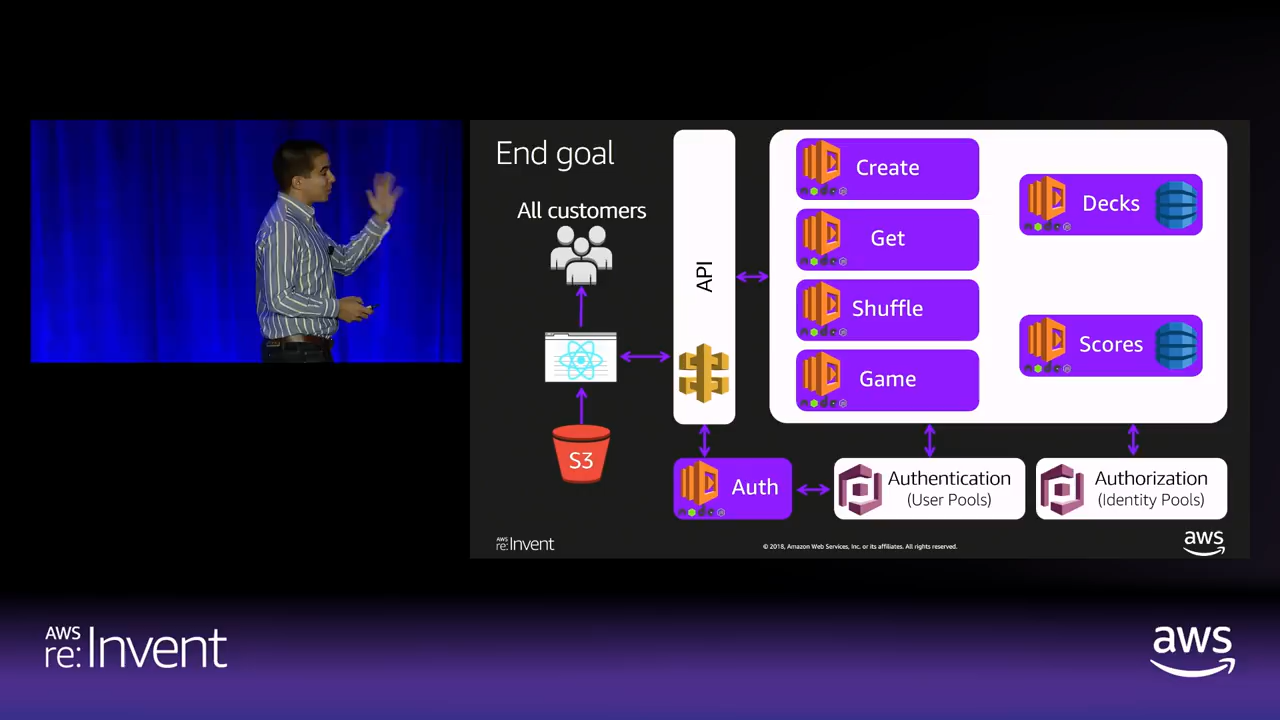 End goal
All customers
S3
API
Create
Get
Shuffle
Game
Decks
Scores
Auth
Authentication
(User Pools)
Authorization
(Identity Pools)
AWS
re:Invent
© 2018, Amazon Web Services, Inc. or its affiliates. All rights reserved.
aws
AWS
re:Invent
aws